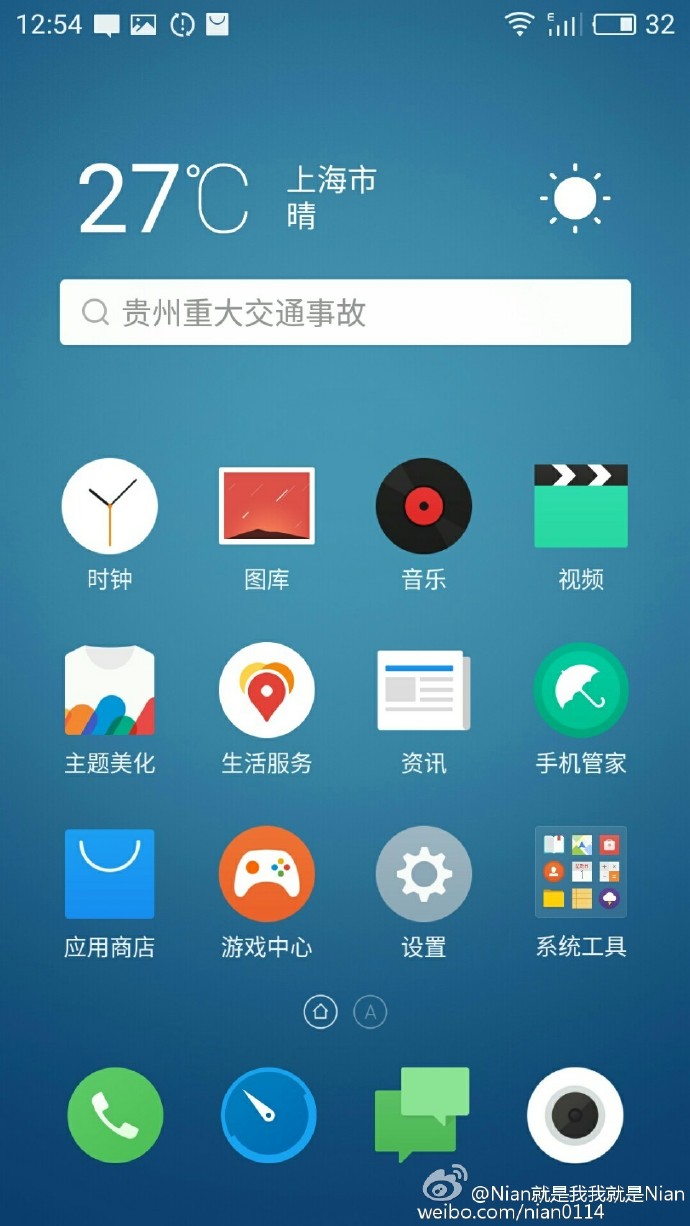 12:54
E
32
27℃
上海市
晴
贵州重大交通事故
时钟
图库
音乐
视频
主题美化
生活服务
资讯
手机管家
应用商店
游戏中心
设置
系统工具
A
@Nian就是我我就是Nian
weibo.com/nian0114